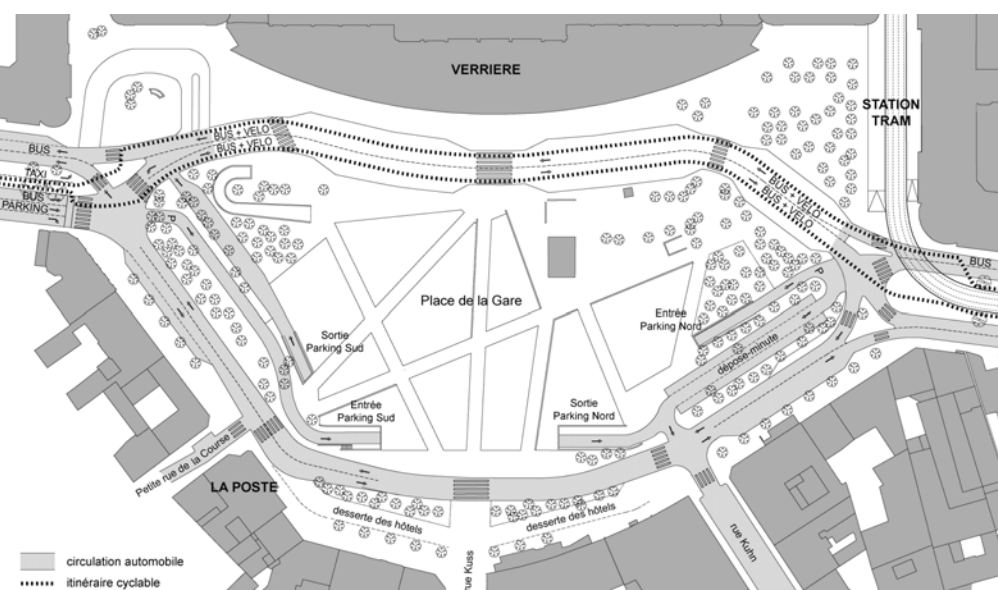 VERRIERE
STATION
TRAM
BUS
BUS + VELO
BUS + VELO
TAXI
BUS
PARKING
P
BUS + VELO
BUS + VELO
BUS
P
Place de la Gare
Sortie
Parking Sud
Entrée
Parking Nord
dépose-minute
Entrée
Parking Sud
Sortie
Parking Nord
Petite rue de la Course
LA POSTE
desserte des hôtels
desserte des hôtels
rue Kuss
rue Kuhn
circulation automobile
itinéraire cyclable